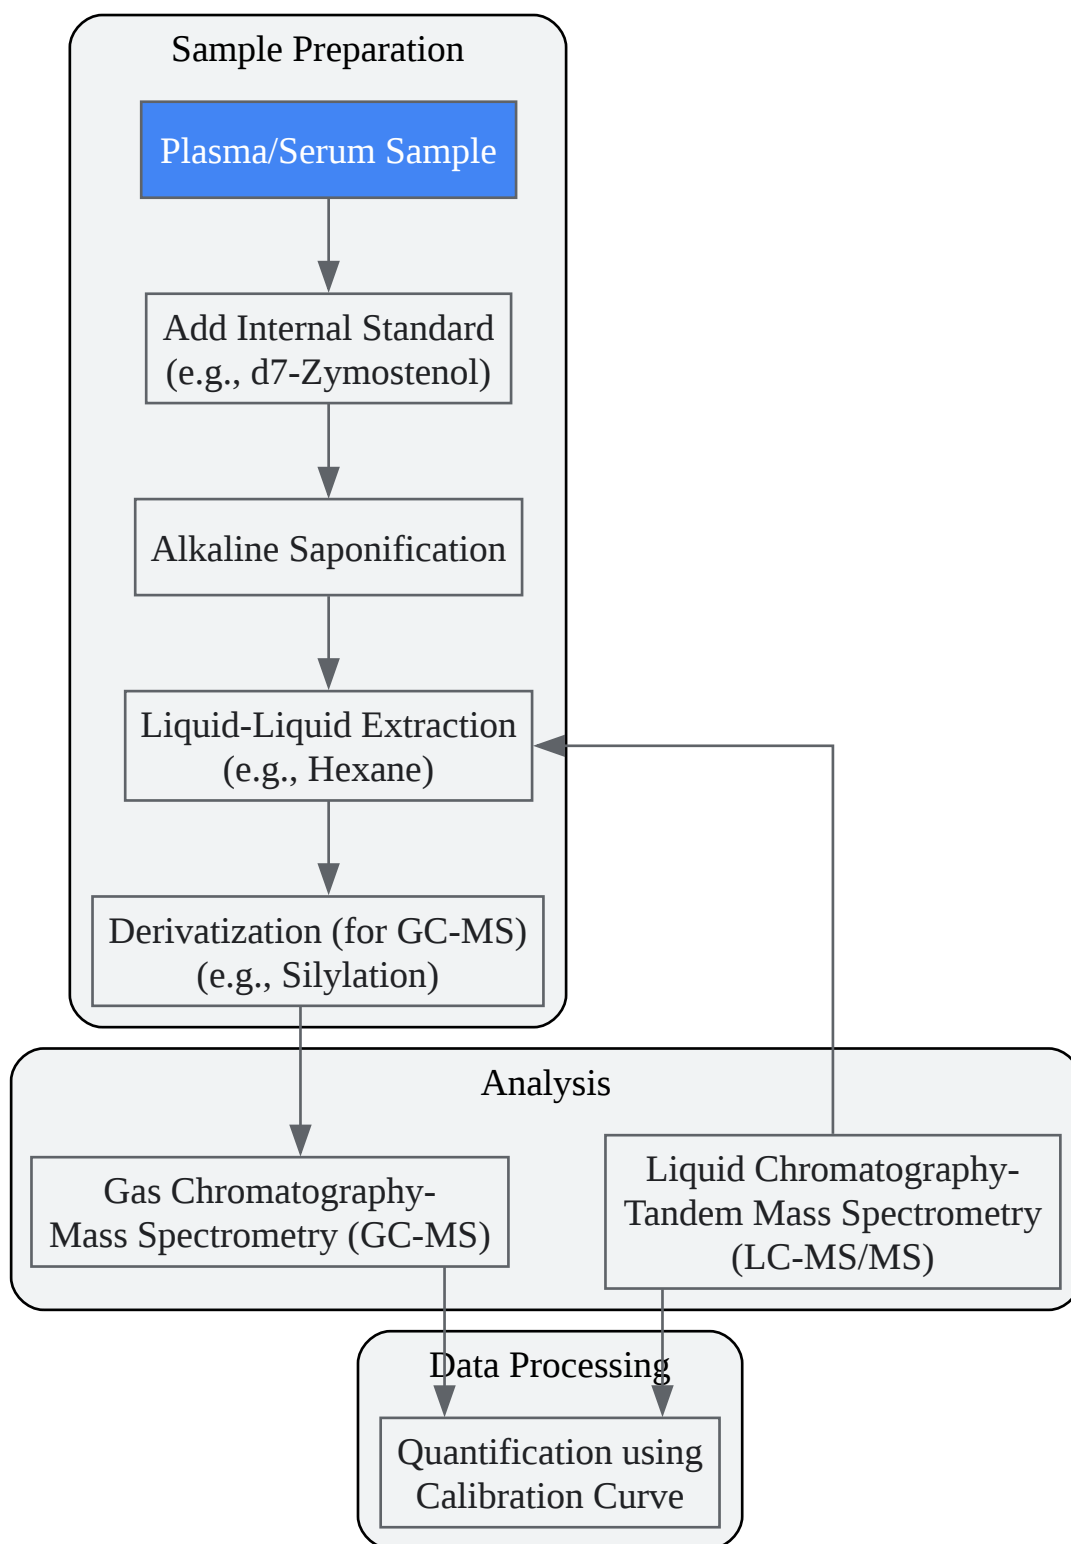 Sample Preparation
Plasma/Serum Sample
Add Internal Standard
(e.g., d7-Zymostenol)
Alkaline Saponification
Liquid-Liquid Extraction
(e.g., Hexane)
Derivatization (for GC-MS)
(e.g., Silylation)
Analysis
Gas Chromatography-
Mass Spectrometry (GC-MS)
Liquid Chromatography-
Tandem Mass Spectrometry
(LC-MS/MS)
Data Processing
Quantification using
Calibration Curve